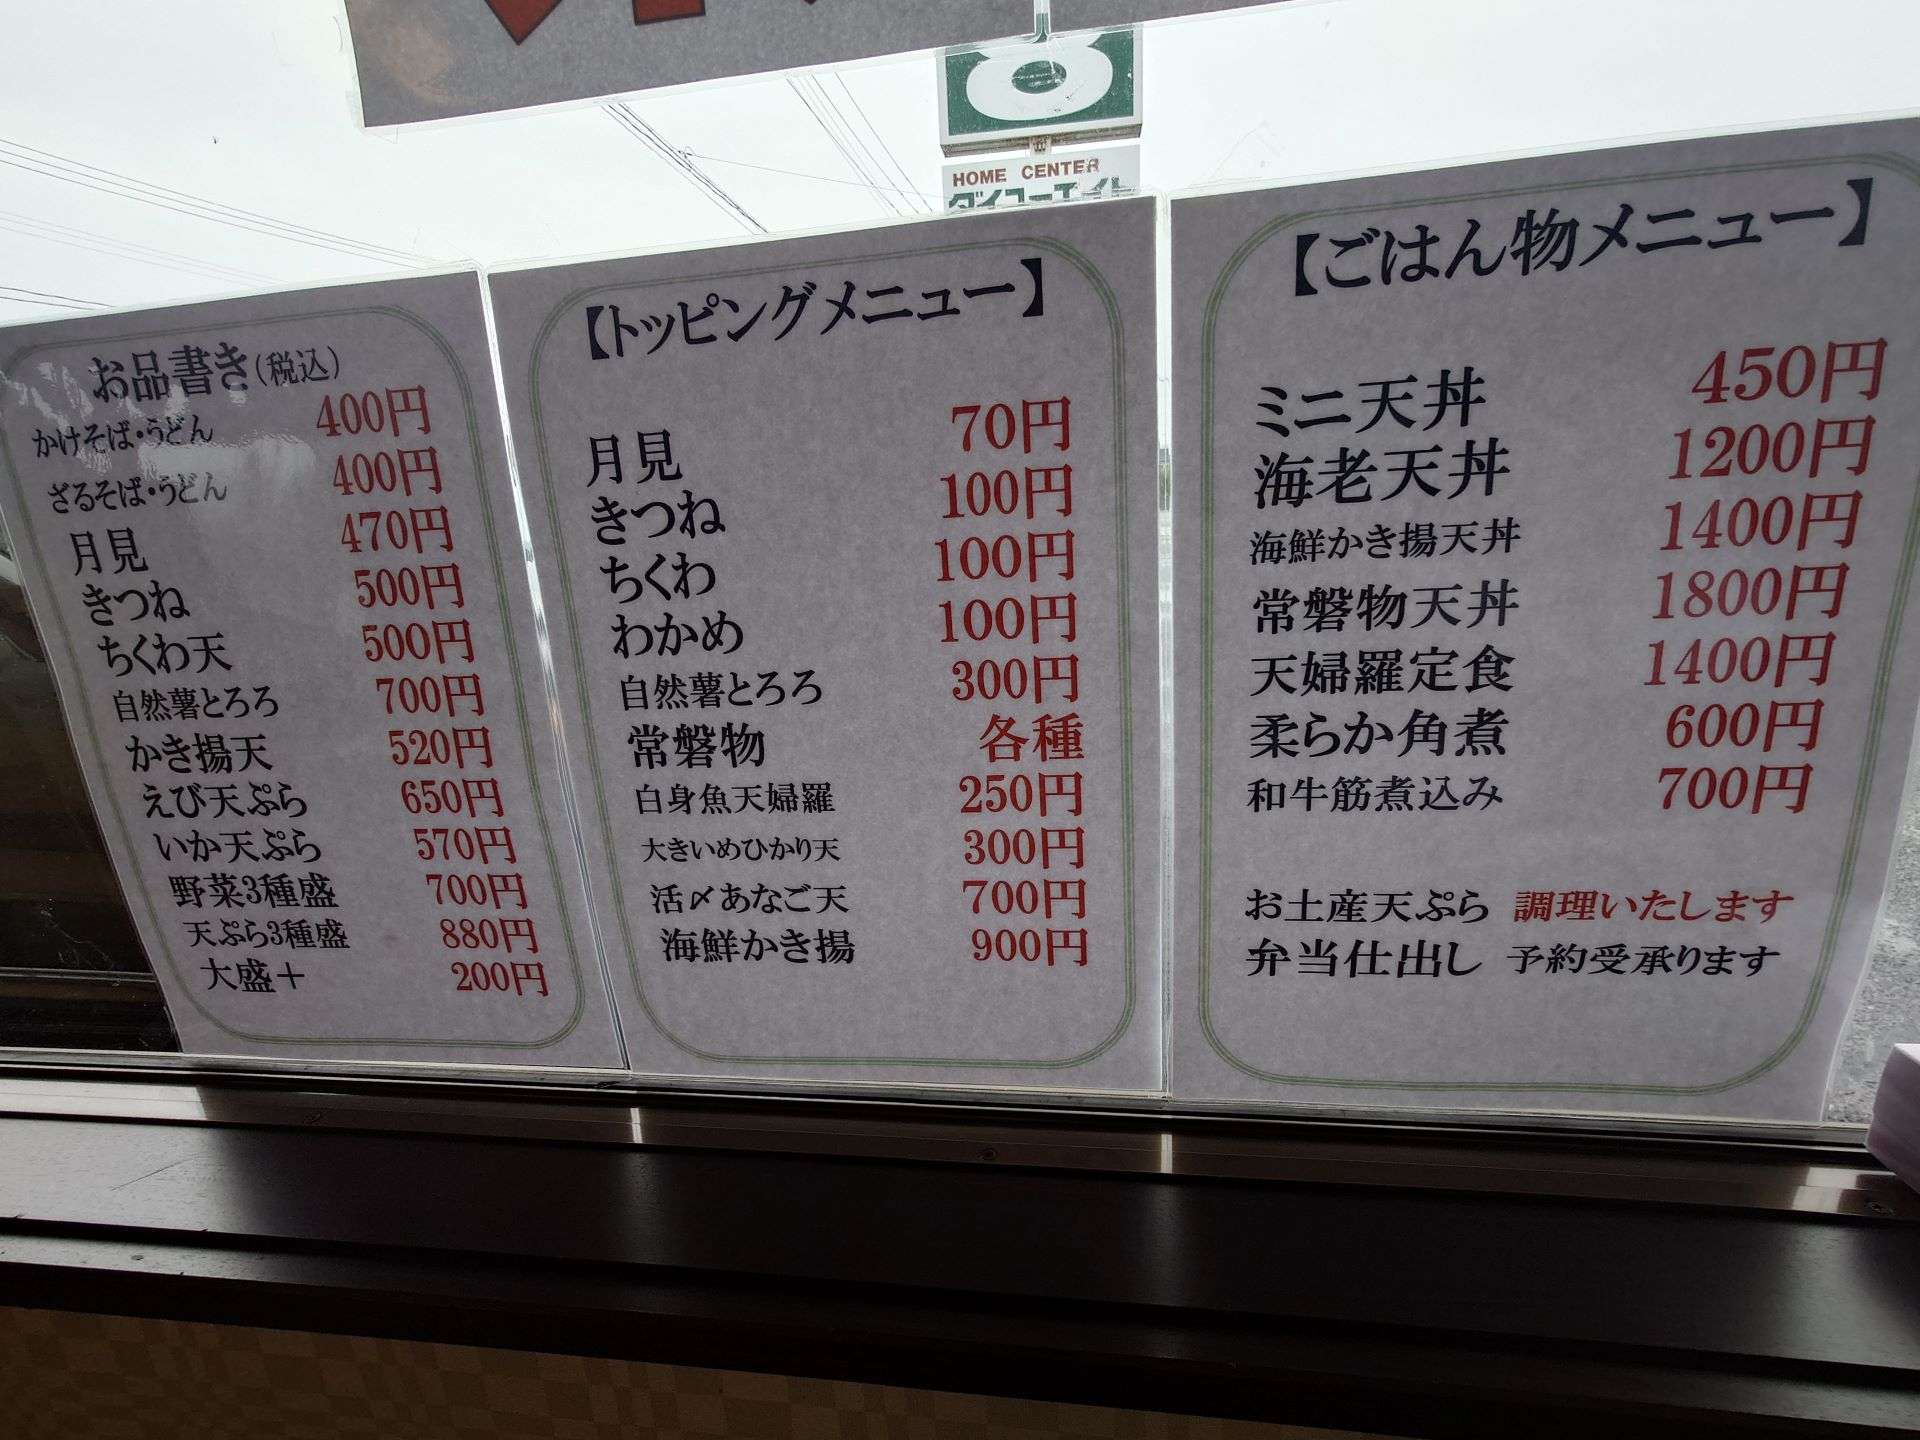 HOME CENTER
ダイユーエイト
お品書き(税込)
かけそば・うどん 400円
ざるそば・うどん 400円
月見 470円
きつね 500円
ちくわ天 500円
自然薯とろろ 700円
かき揚天 520円
えび天ぷら 650円
いか天ぷら 570円
野菜3種盛 700円
天ぷら3種盛 880円
大盛＋ 200円
【トッピングメニュー】
月見 70円
きつね 100円
ちくわ 100円
わかめ 100円
自然薯とろろ 300円
常磐物 各種
白身魚天婦羅 250円
大きいめひかり天 300円
活〆あなご天 700円
海鮮かき揚 900円
【ごはん物メニュー】
ミニ天丼 450円
海老天丼 1200円
海鮮かき揚天丼 1400円
常磐物天丼 1800円
天婦羅定食 1400円
柔らか角煮 600円
和牛筋煮込み 700円
お土産天ぷら 調理いたします
弁当仕出し 予約受承ります